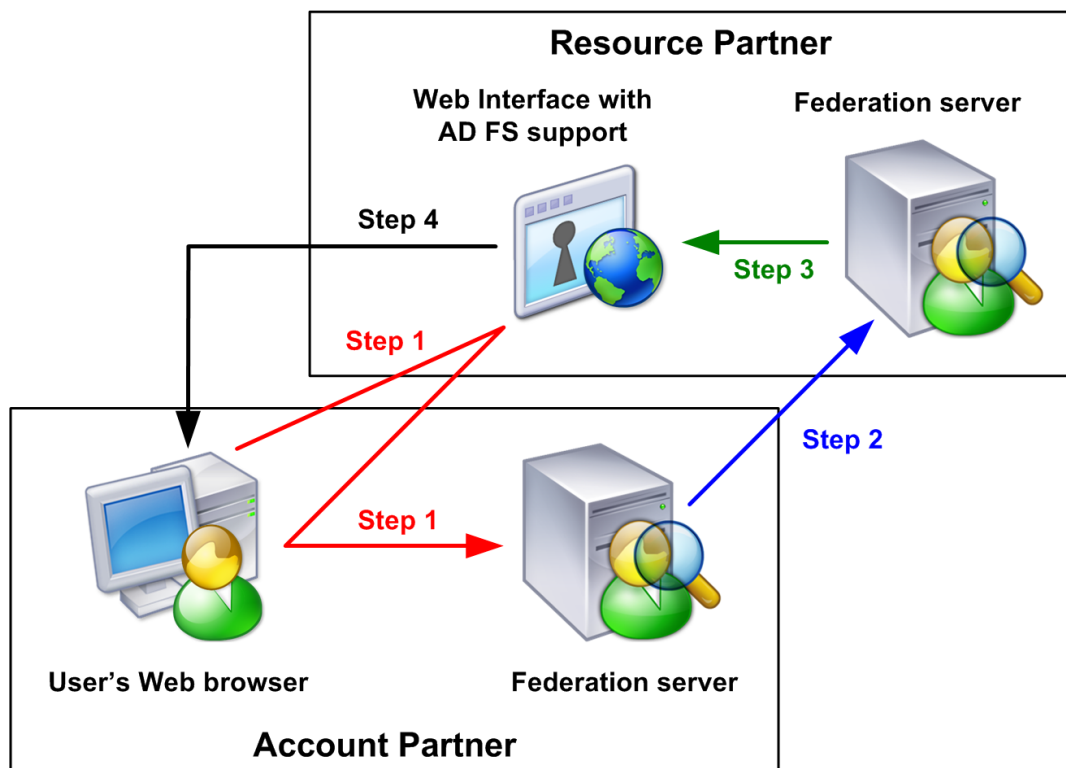 Resource Partner
Web Interface with
AD FS support
Federation server
Step 4
Step 3
Step 1
Step 2
Step 1
User's Web browser
Federation server
Account Partner